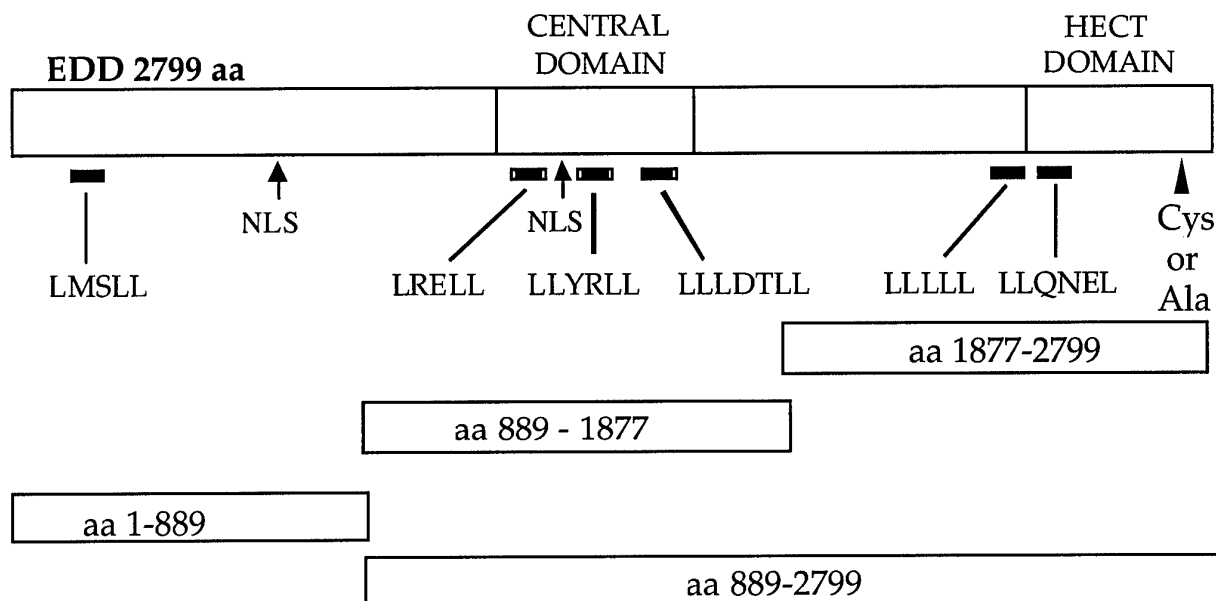 CENTRAL
DOMAIN
HECT
DOMAIN
EDD 2799 aa
NLS
NLS
Cys
or
Ala
LMSLL
LRELL
LLYRLL
LLLDTLL
LLLLL
LLQNEL
aa 1877-2799
aa 889 - 1877
aa 1-889
aa 889-2799